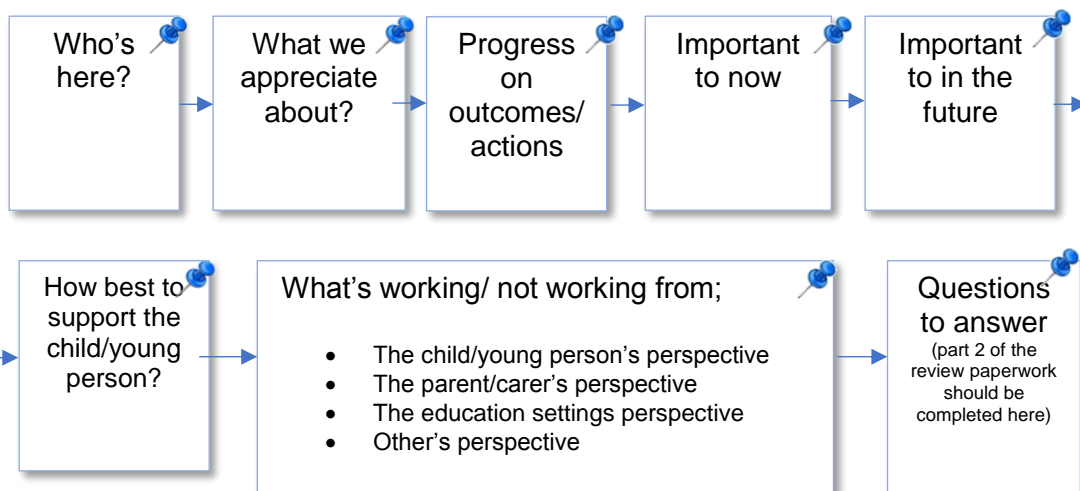 Who's
here?
What we
appreciate
about?
Progress
on
outcomes/
actions
Important
to now
Important
to in the
future
How best to
support the
child/young
person?
What's working/ not working from;
• The child/young person's perspective
• The parent/carer's perspective
• The education settings perspective
• Other's perspective
Questions
to answer
(part 2 of the
review paperwork
should be
completed here)